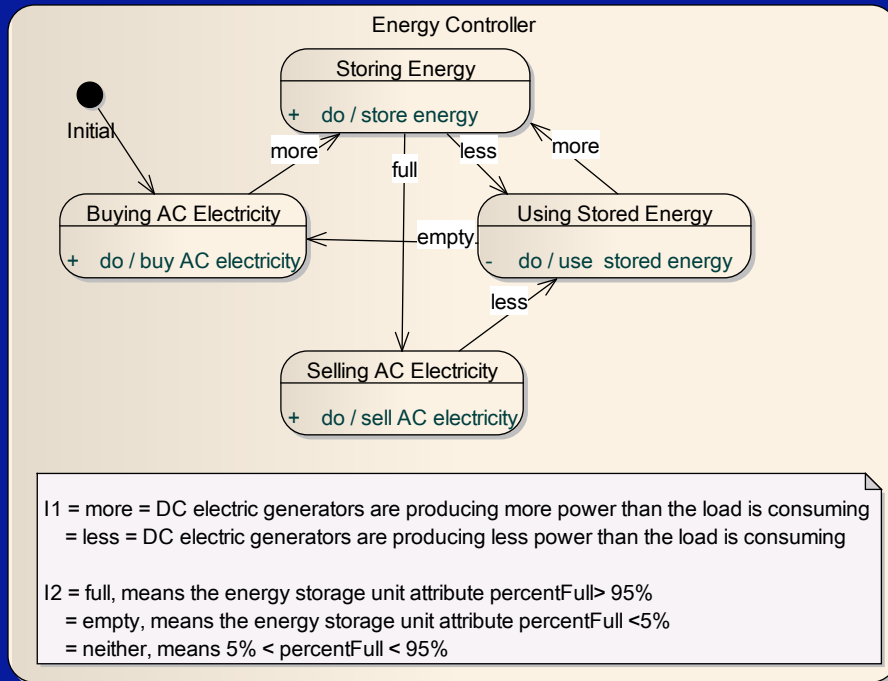 Energy Controller
Storing Energy
+ do / store energy
Initial
more
full
less
more
Buying AC Electricity
+ do / buy AC electricity
empty
Using Stored Energy
- do / use stored energy
less
Selling AC Electricity
+ do / sell AC electricity
I1 = more = DC electric generators are producing more power than the load is consuming
= less = DC electric generators are producing less power than the load is consuming
I2 = full, means the energy storage unit attribute percentFull> 95%
= empty, means the energy storage unit attribute percentFull <5%
= neither, means 5% < percentFull < 95%